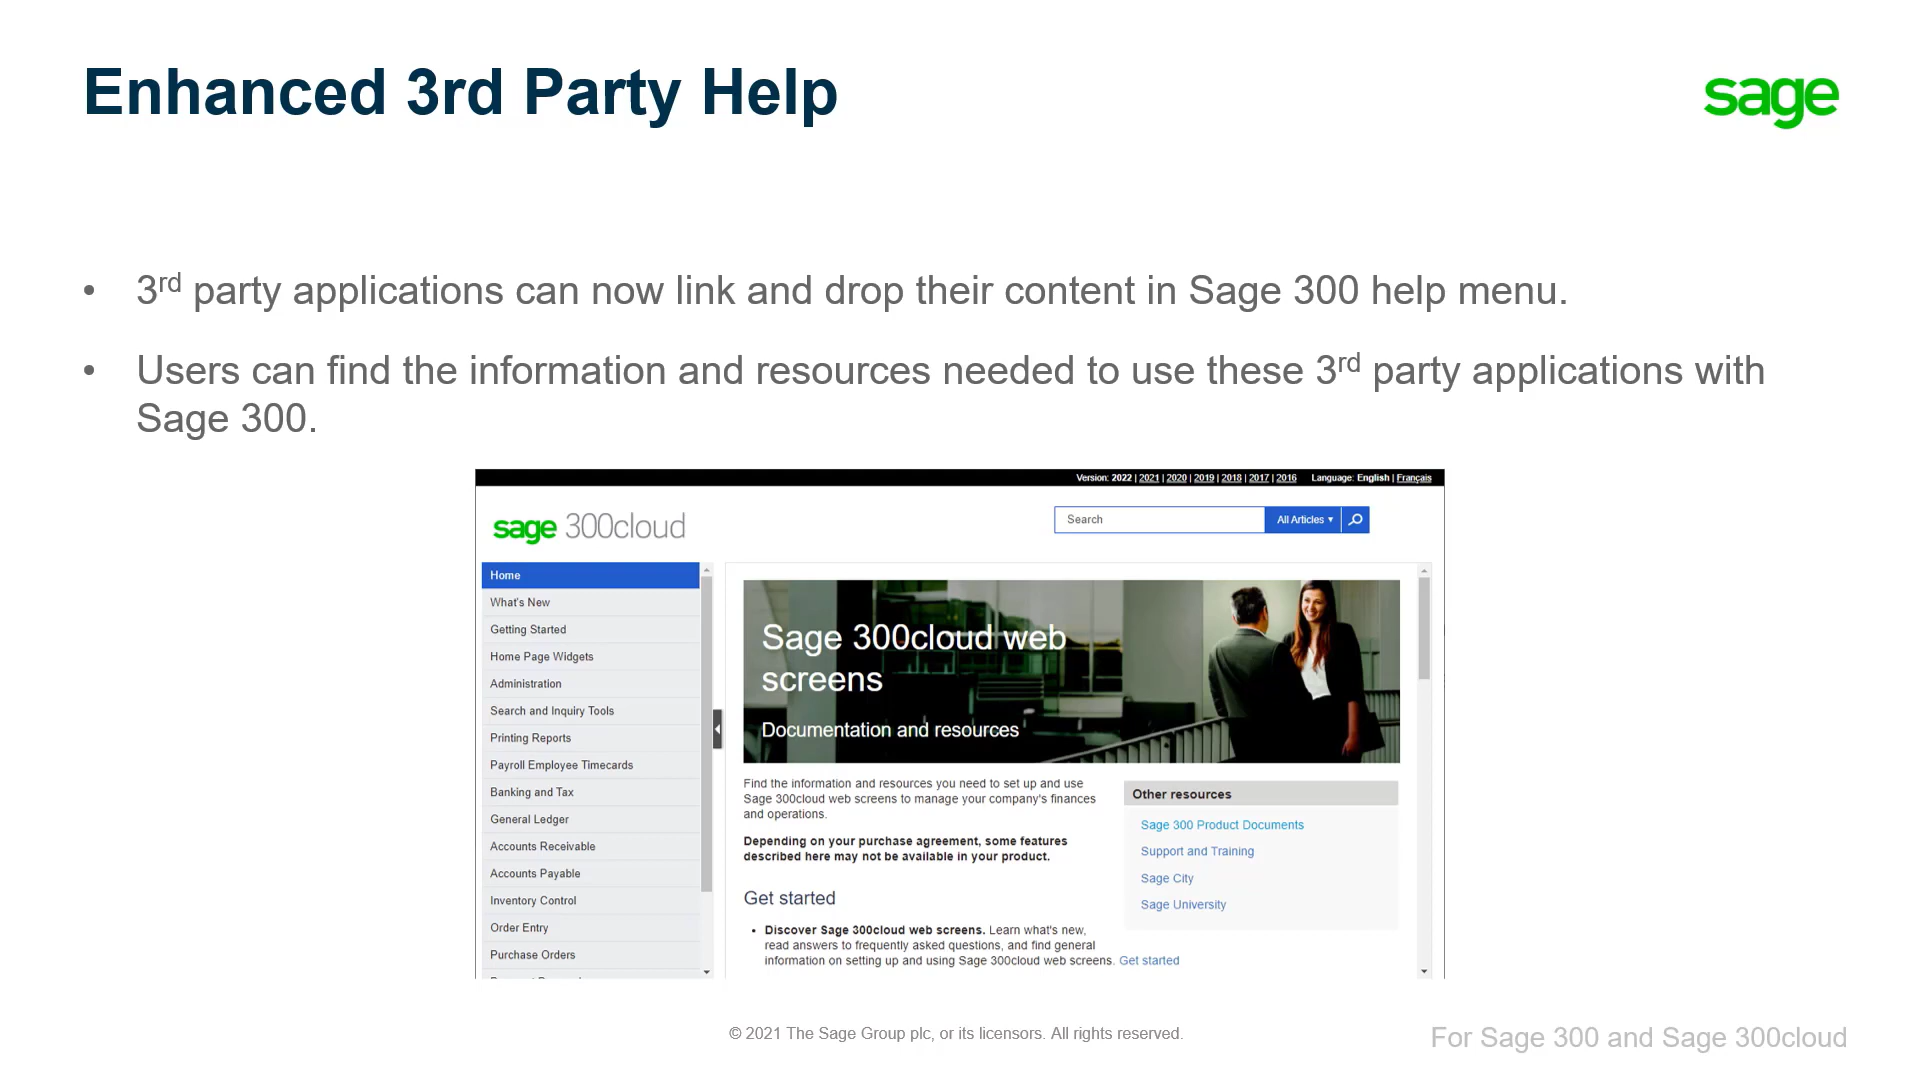 Enhanced 3rd Party Help
sage
• 3rd party applications can now link and drop their content in Sage 300 help menu.
• Users can find the information and resources needed to use these 3rd party applications with
Sage 300.
Version: 2022 | 2021 | 2020 | 2019 | 2018 | 2017 | 2016 Language: English | Français
sage 300cloud
Search All Articles
Home
What's New
Getting Started
Home Page Widgets
Administration
Search and Inquiry Tools
Printing Reports
Payroll Employee Timecards
Banking and Tax
General Ledger
Accounts Receivable
Accounts Payable
Inventory Control
Order Entry
Purchase Orders
Sage 300cloud web
screens
Documentation and resources
Find the information and resources you need to set up and use
Sage 300cloud web screens to manage your company's finances
and operations.
Depending on your purchase agreement, some features
described here may not be available in your product.
Get started
• Discover Sage 300cloud web screens. Learn what's new,
read answers to frequently asked questions, and find general
information on setting up and using Sage 300cloud web screens. Get started
Other resources
Sage 300 Product Documents
Support and Training
Sage City
Sage University
© 2021 The Sage Group plc, or its licensors. All rights reserved.
For Sage 300 and Sage 300cloud